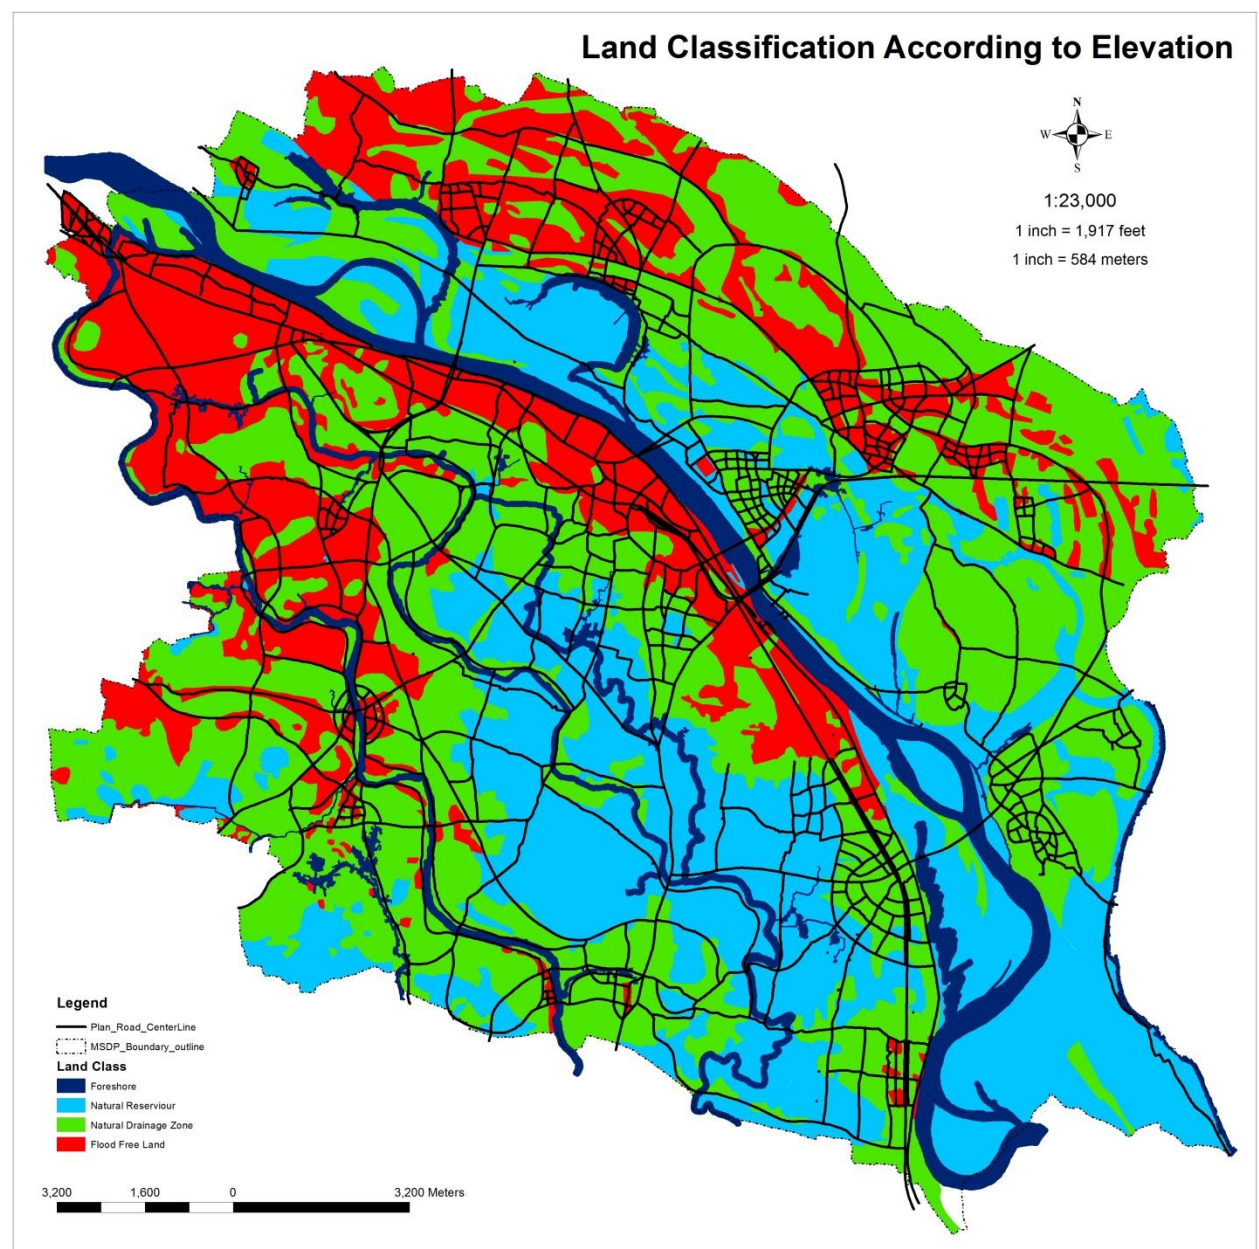 Land Classification According to Elevation
N
W E
S
1:23,000
1 inch = 1,917 feet
1 inch = 584 meters
Legend
Plan_Road_CenterLine
MSDP_Boundary_outline
Land Class
Foreshore
Natural Reserviour
Natural Drainage Zone
Flood Free Land
3,200 1,600 0 3,200 Meters